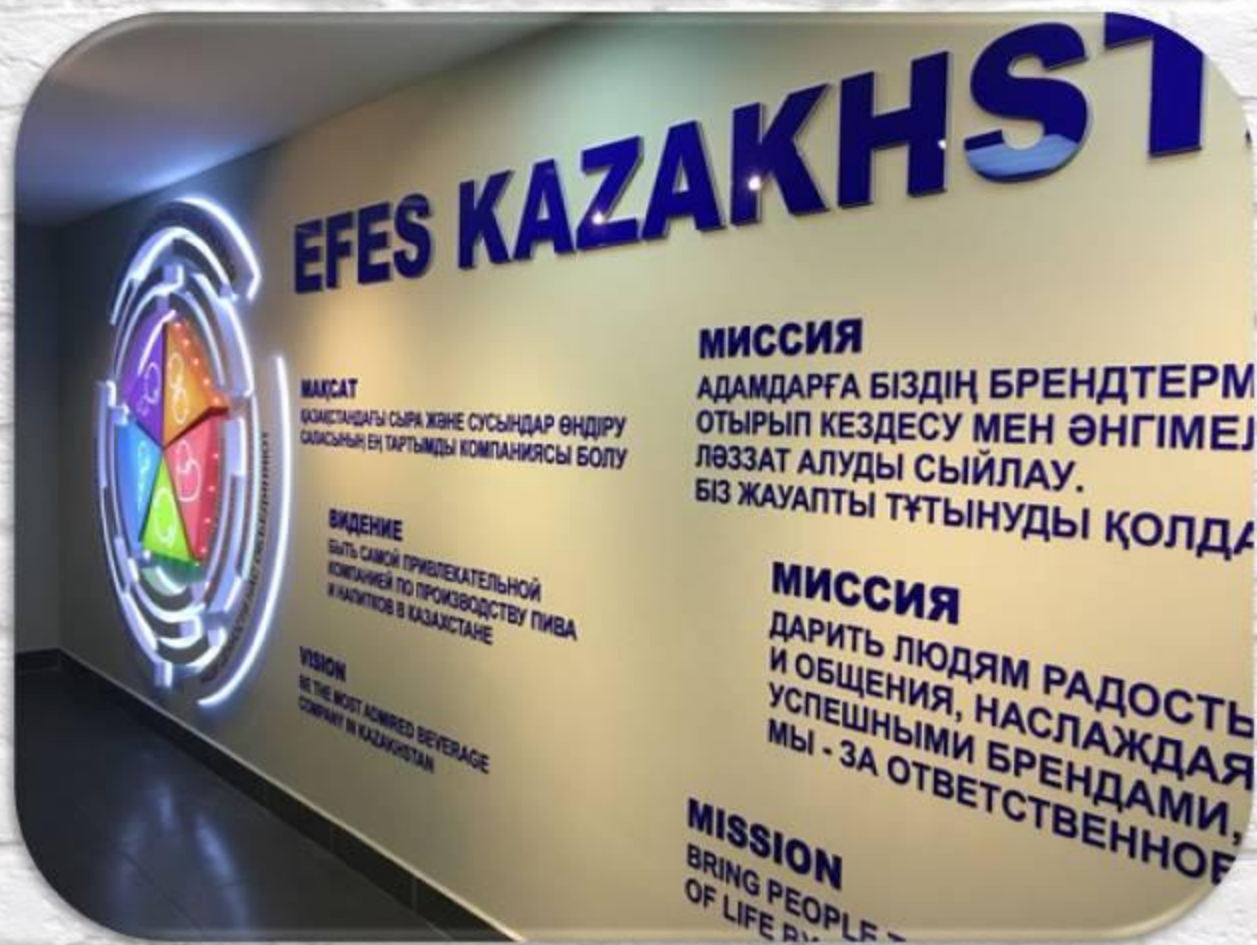 EFES KAZAKHST
МАҚСАТ
ҚАЗАҚСТАНДАҒЫ СЫРА ЖӘНЕ СУСЫНДАР ӨНДІРУ
САЛАСЫНЫҢ ЕҢ ТАРТЫМДЫ КОМПАНИЯСЫ БОЛУ
ВИДЕНИЕ
БЫТЬ САМОЙ ПРИВЛЕКАТЕЛЬНОЙ
КОМПАНИЕЙ ПО ПРОИЗВОДСТВУ ПИВА
И НАПИТКОВ В КАЗАХСТАНЕ
VISION
BE THE MOST ADMIRED BEVERAGE
COMPANY IN KAZAKHSTAN
МИССИЯ
АДАМДАРҒА БІЗДІҢ БРЕНДТЕРМ
ОТЫРЫП КЕЗДЕСУ МЕН ӘНГІМЕ
ЛӘЗЗАТ АЛУДЫ СЫЙЛАУ.
БІЗ ЖАУАПТЫ ТҰТЫНУДЫ ҚОЛДА
МИССИЯ
ДАРИТЬ ЛЮДЯМ РАДОСТЬ
И ОБЩЕНИЯ, НАСЛАЖДАЯ
УСПЕШНЫМИ БРЕНДАМИ,
МЫ - ЗА ОТВЕТСТВЕННОЕ
MISSION
BRING PEOPLE
OF LIFE BY